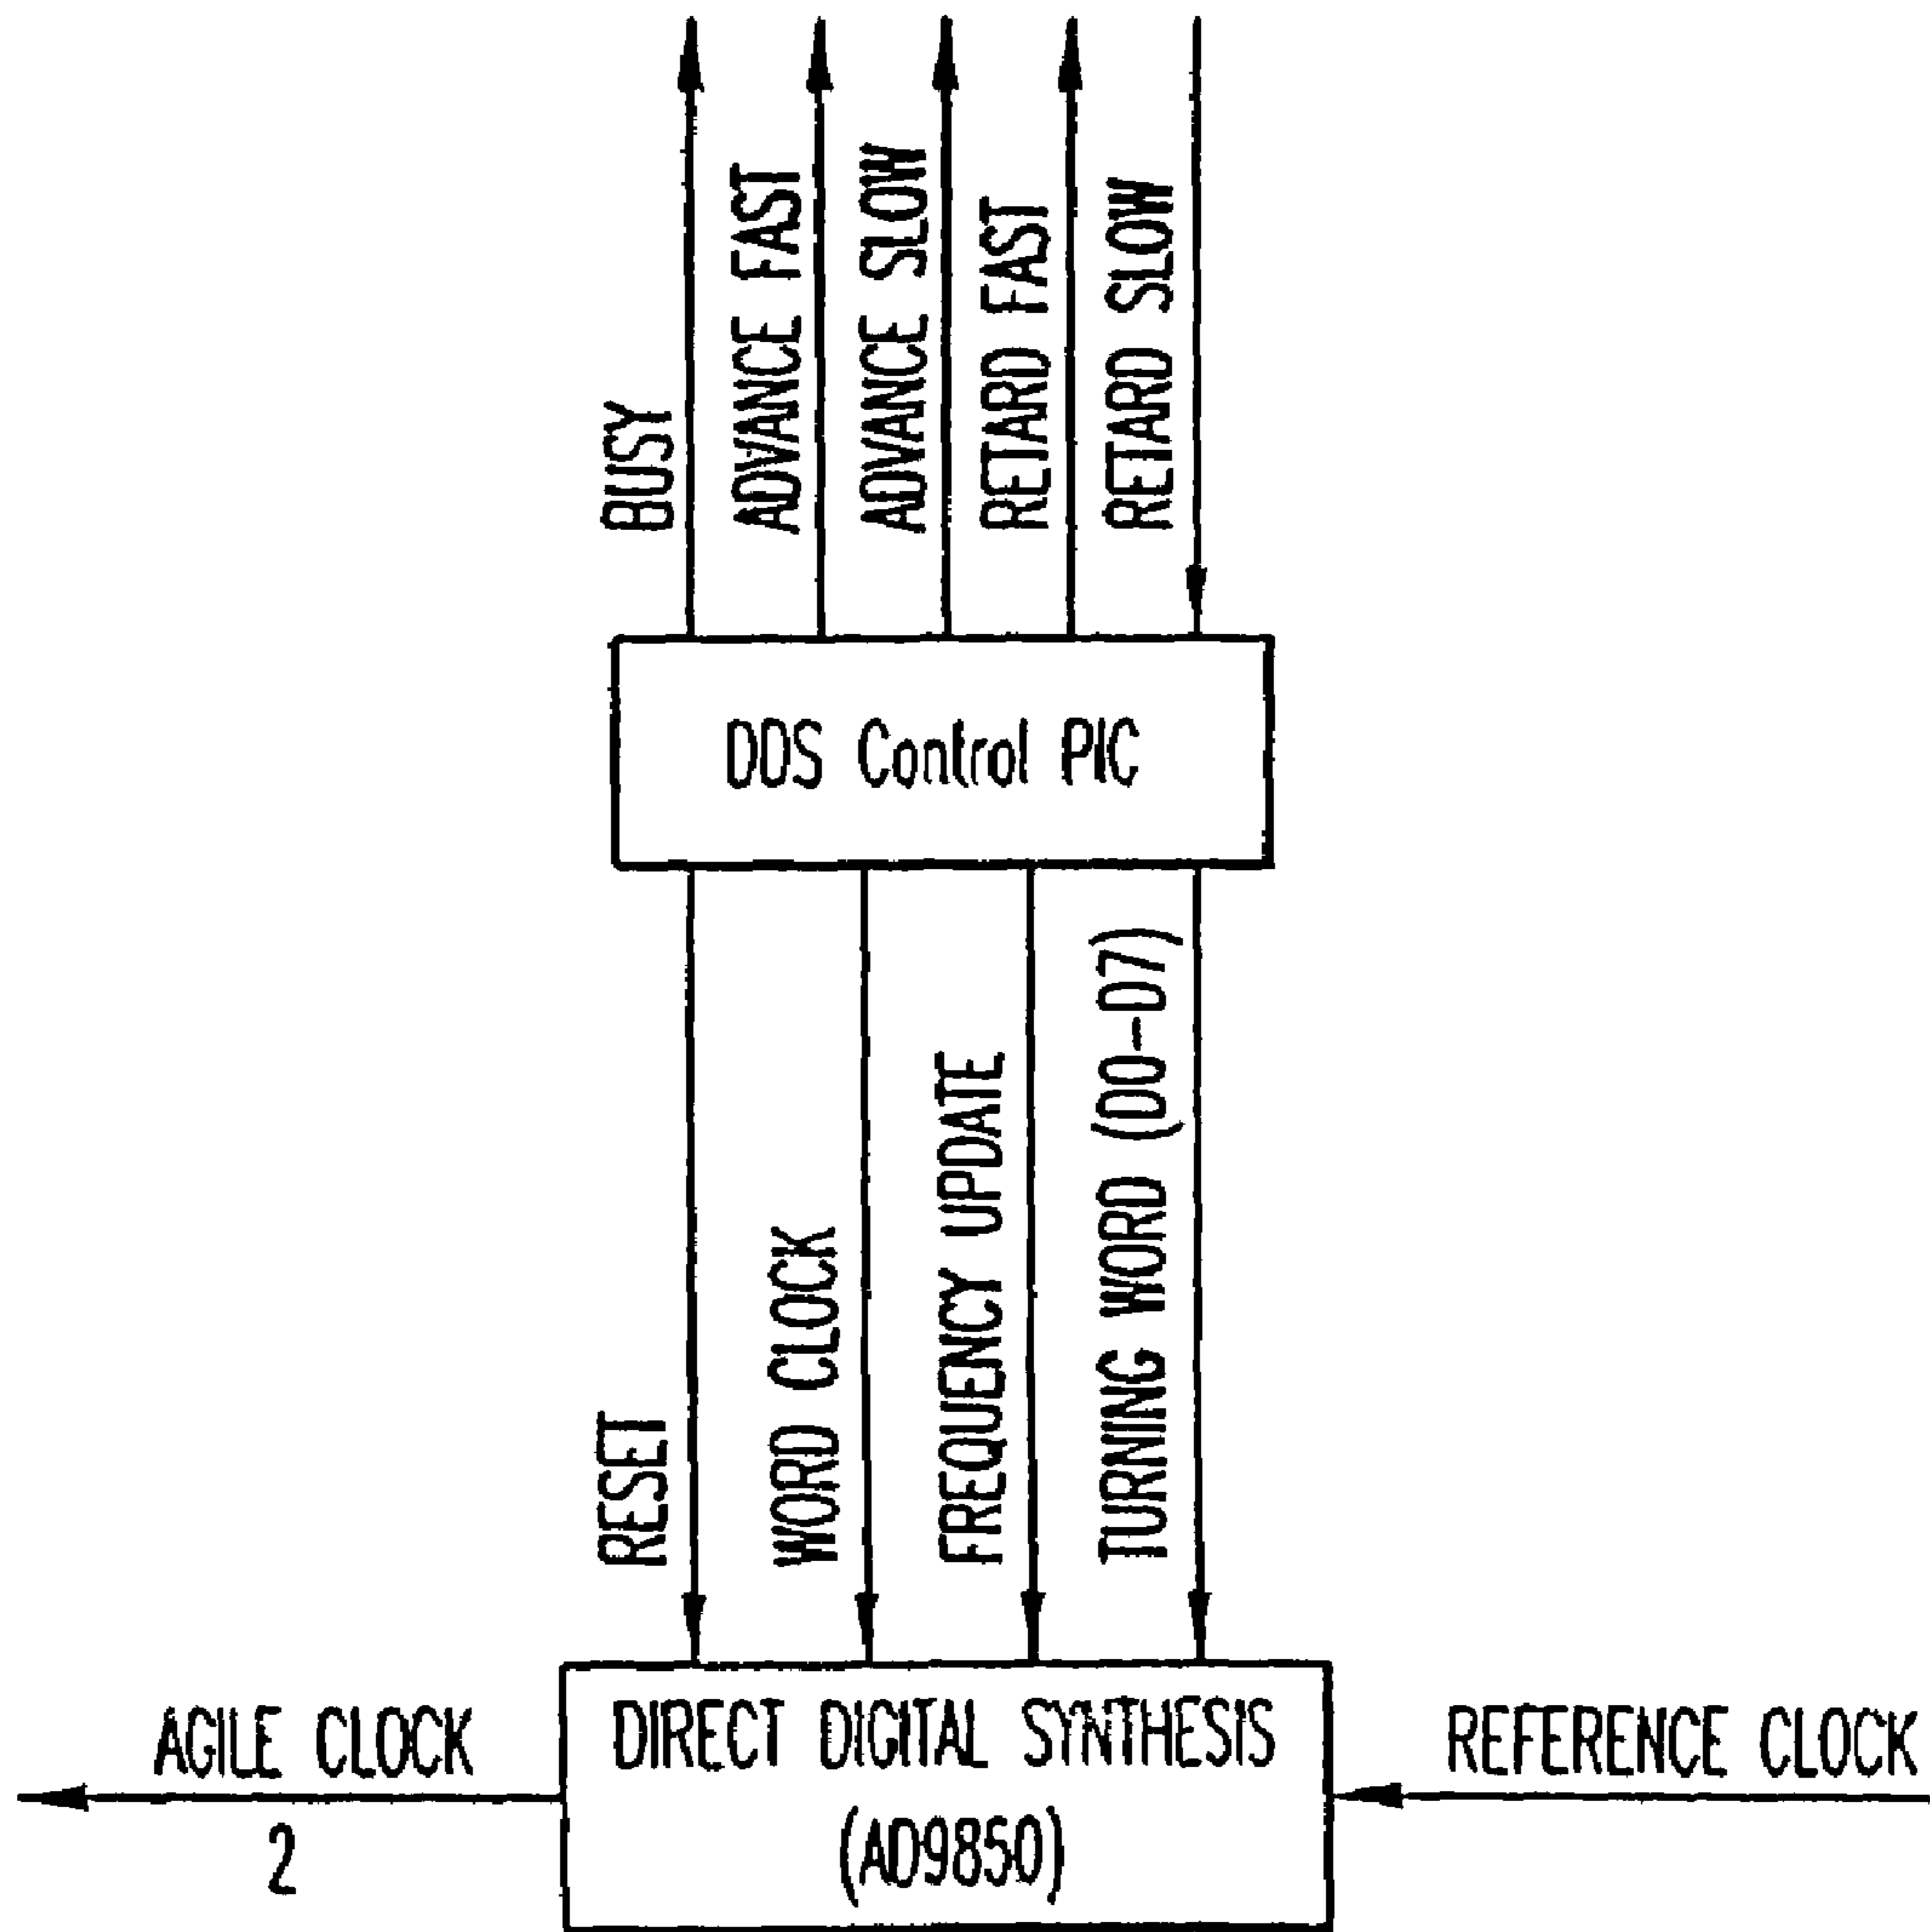 BUSY
ADVANCE FAST
ADVANCE SLOW
RETARD FAST
RETARD SLOW
DDS Control PIC
RESET
WORD CLOCK
FREQUENCY UPDATE
TURNING WORD (D0-D7)
AGILE CLOCK
2
DIRECT DIGITAL SYNTHESIS
(AD9850)
REFERENCE CLOCK